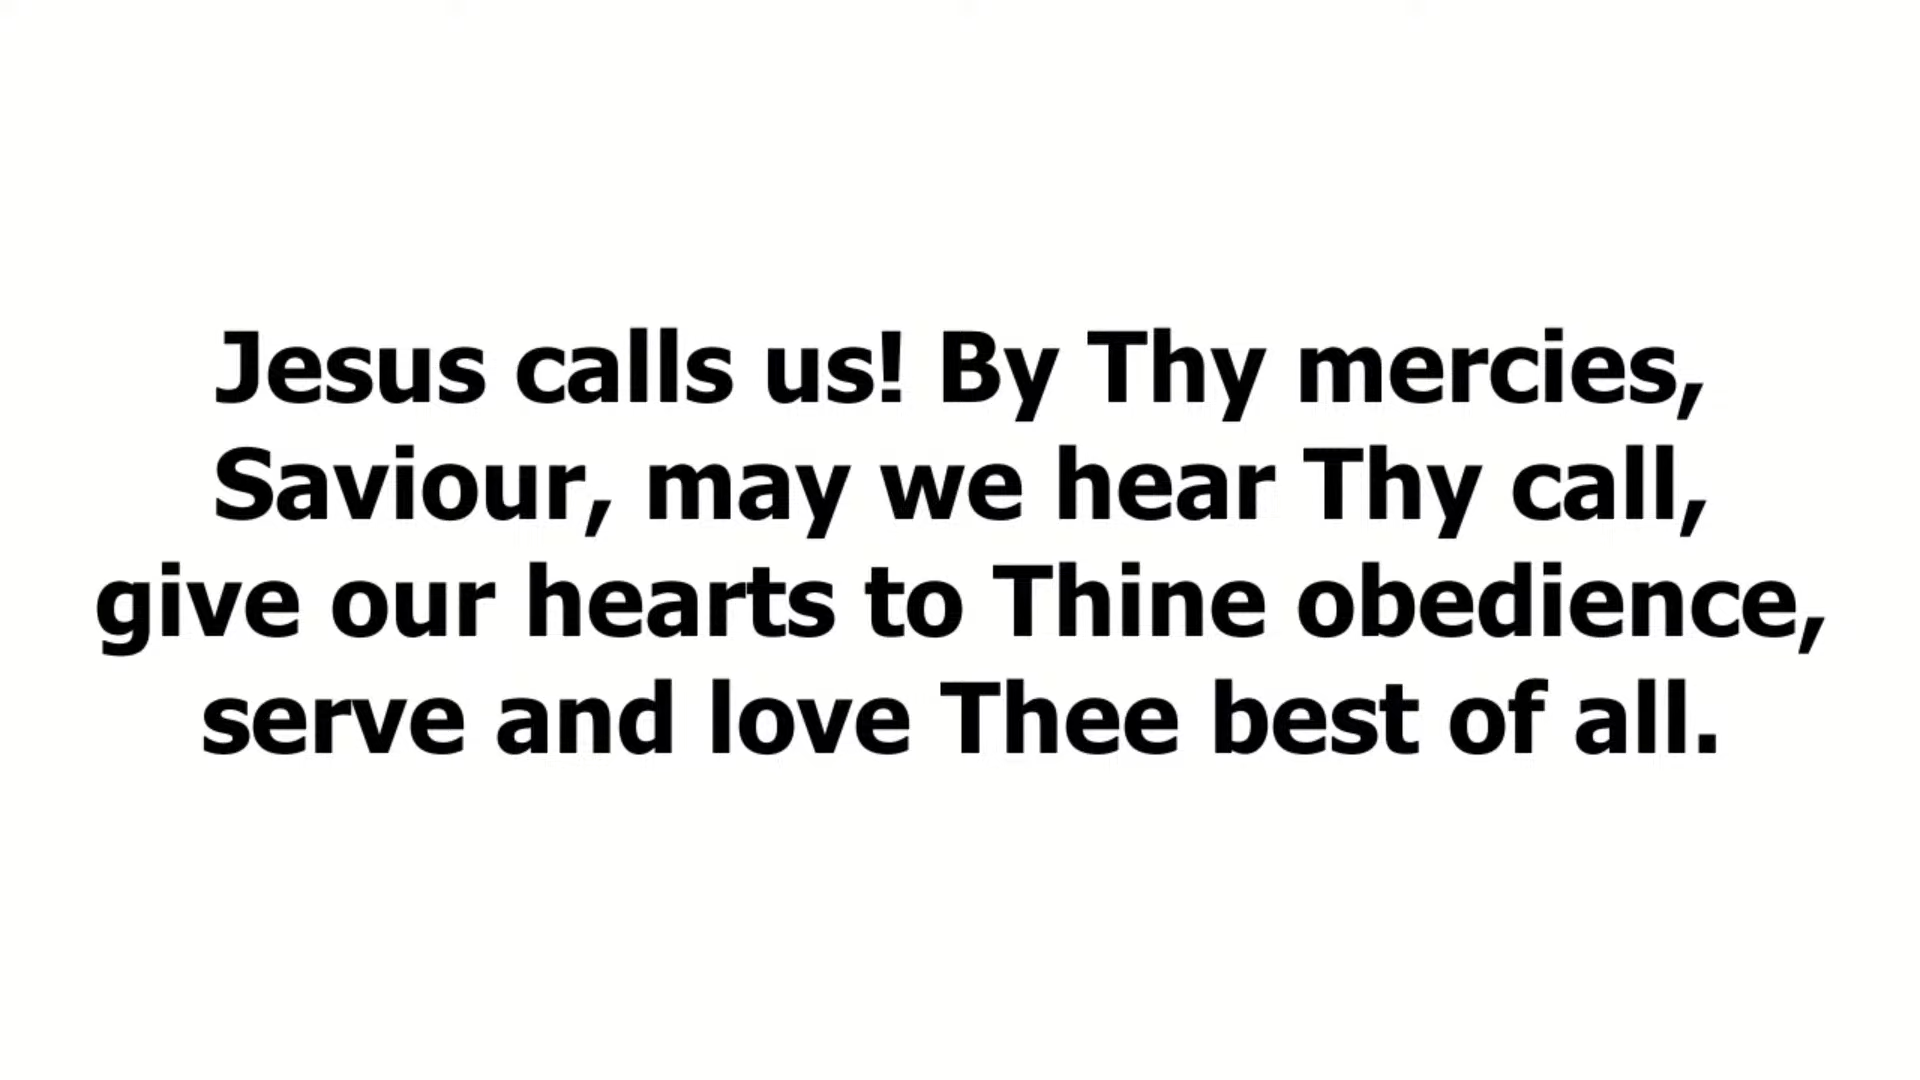 Jesus calls us! By Thy mercies,
Saviour, may we hear Thy call,
give our hearts to Thine obedience,
serve and love Thee best of all.